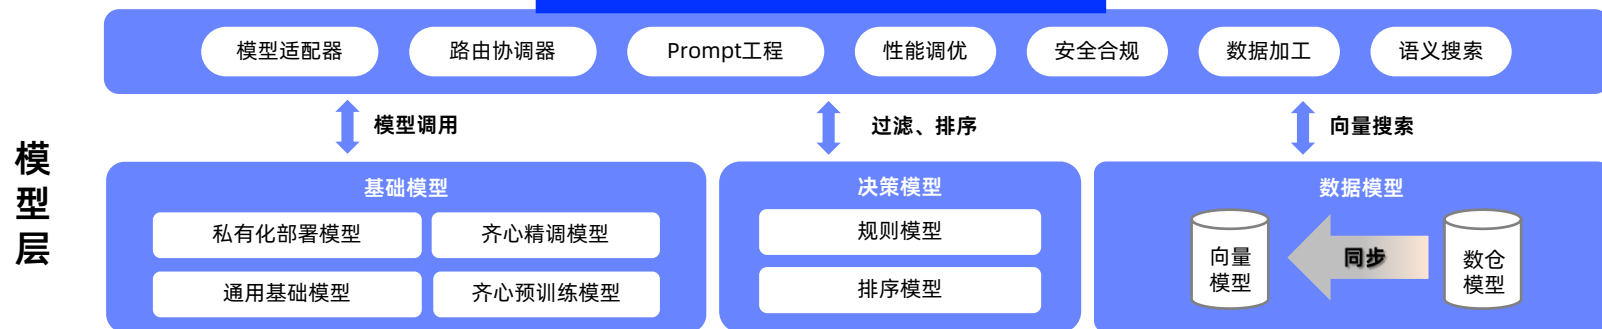 模型适配器
路由协调器
Prompt工程
性能调优
安全合规
数据加工
语义搜索
模型调用
过滤、排序
向量搜索
模
型
层
基础模型
私有化部署模型
齐心精调模型
通用基础模型
齐心预训练模型
决策模型
规则模型
排序模型
数据模型
向量
模型
同步
数仓
模型